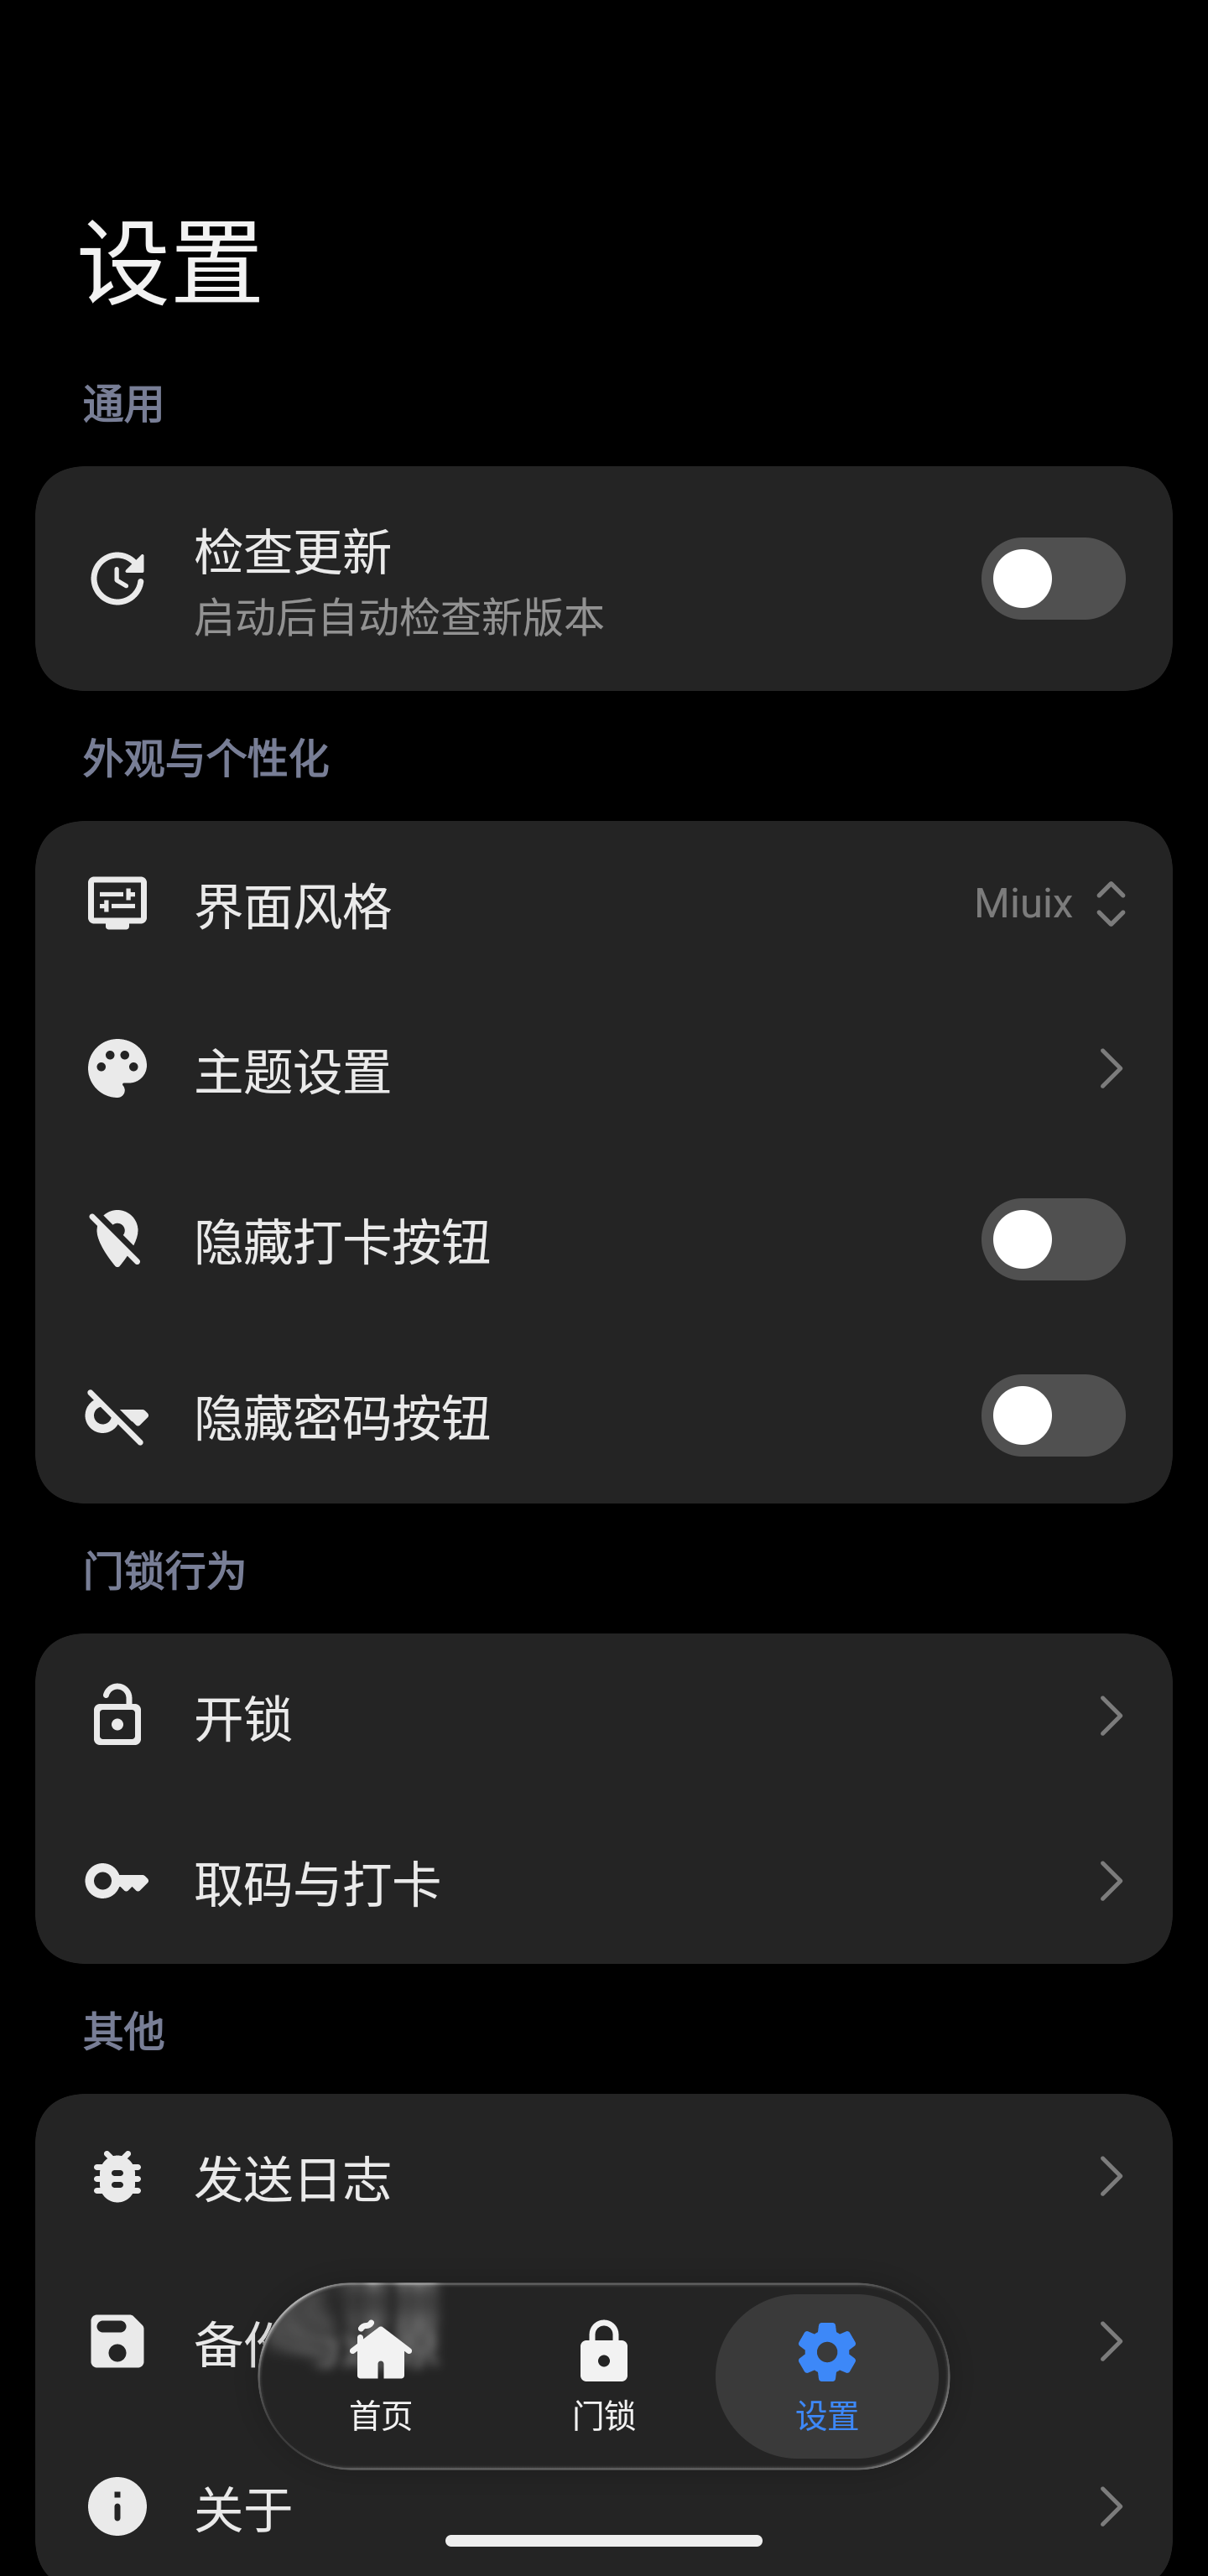 设置
通用
检查更新
启动后自动检查新版本
外观与个性化
界面风格
Miuix
主题设置
隐藏打卡按钮
隐藏密码按钮
门锁行为
开锁
取码与打卡
其他
发送日志
备份
首页
门锁
设置
关于